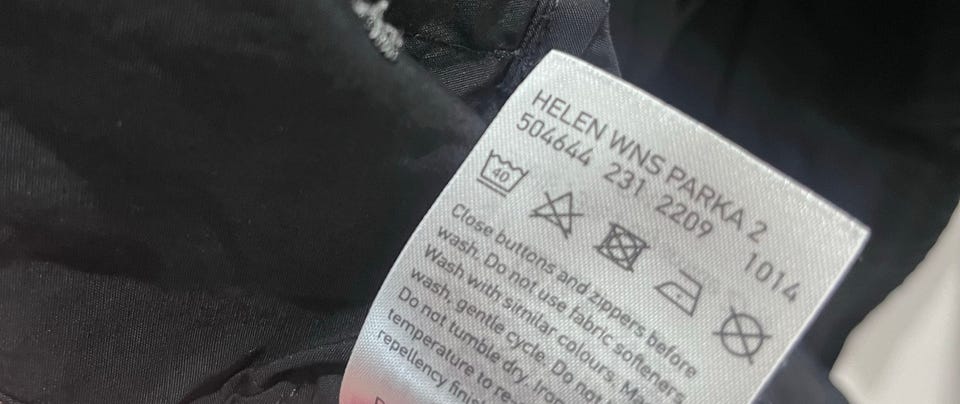 HELEN WNS PARKA 2
504644 231 2209 1014
40
Close buttons and zippers before
wash. Do not use fabric softeners.
Wash with similar colours. Ma
wash, gentle cycle. Do not
Do not tumble dry. Iron
temperature to re
repellency finis